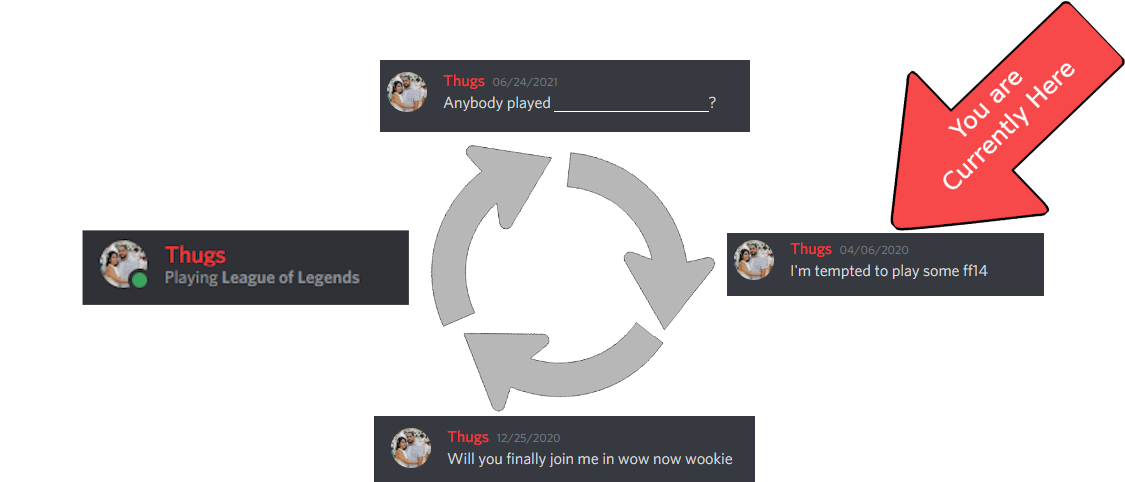 Thugs 06/24/2021
Anybody played _________________?
You are
Currently Here
Thugs 04/06/2020
I'm tempted to play some ff14
Thugs 12/25/2020
Will you finally join me in wow now wookie
Thugs
Playing League of Legends